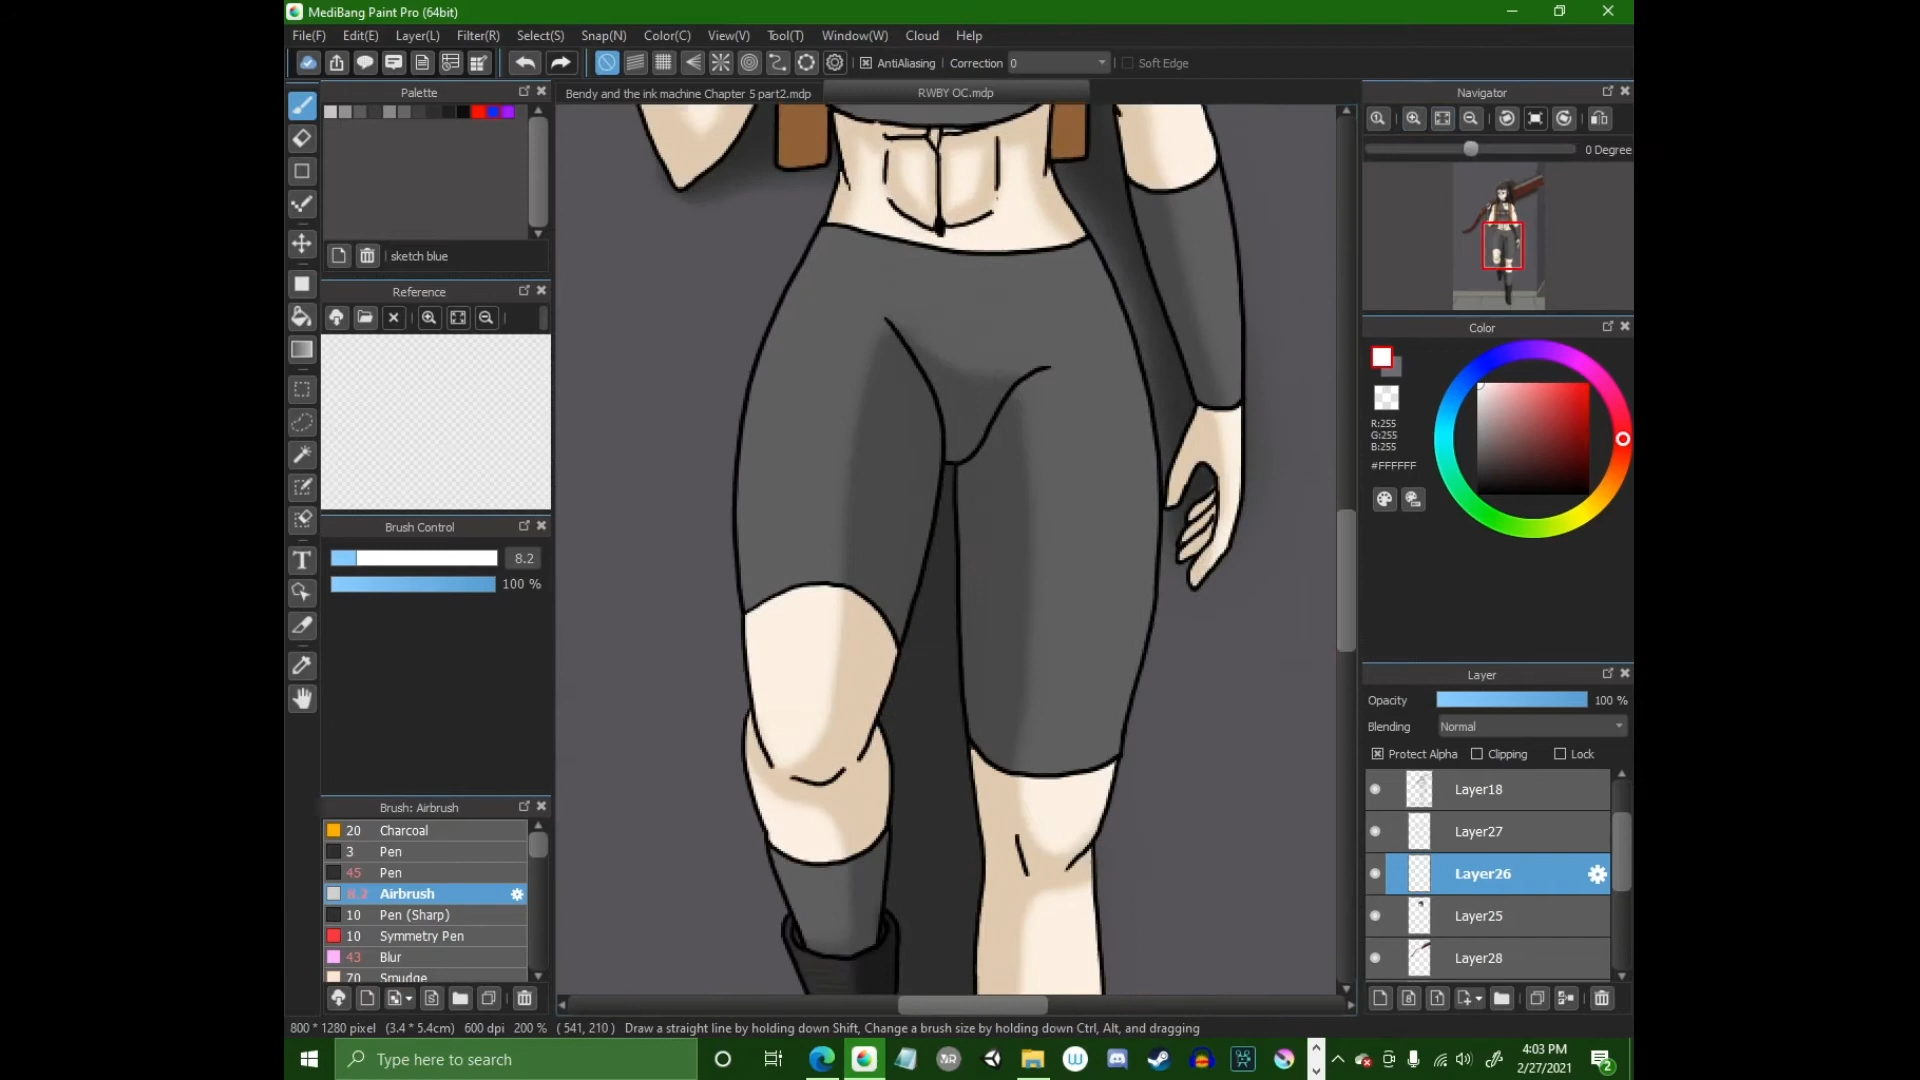 MediBang Paint Pro (64bit)
File(F) Edit(E) Layer(L) Filter(R) Select(S) Snap(N) Color(C) View(V) Tool(T) Window(W) Cloud Help
AntiAliasing Correction 0 Soft Edge
Palette
Bendy and the ink machine Chapter 5 part2.mdp
RWBY OC.mdp
Navigator
0 Degree
sketch blue
Reference
Color
R:255
G:255
B:255
#FFFFFF
Brush Control
8.2
100 %
Layer
Opacity 100 %
Blending Normal
Protect Alpha Clipping Lock
Layer18
Layer27
Layer26
Layer25
Layer28
Brush: Airbrush
20 Charcoal
3 Pen
45 Pen
8.2 Airbrush
10 Pen (Sharp)
10 Symmetry Pen
43 Blur
70 Smudge
800 * 1280 pixel (3.4 * 5.4cm) 600 dpi 200 % ( 541, 210 ) Draw a straight line by holding down Shift, Change a brush size by holding down Ctrl, Alt, and dragging
Type here to search
4:03 PM
2/27/2021
2